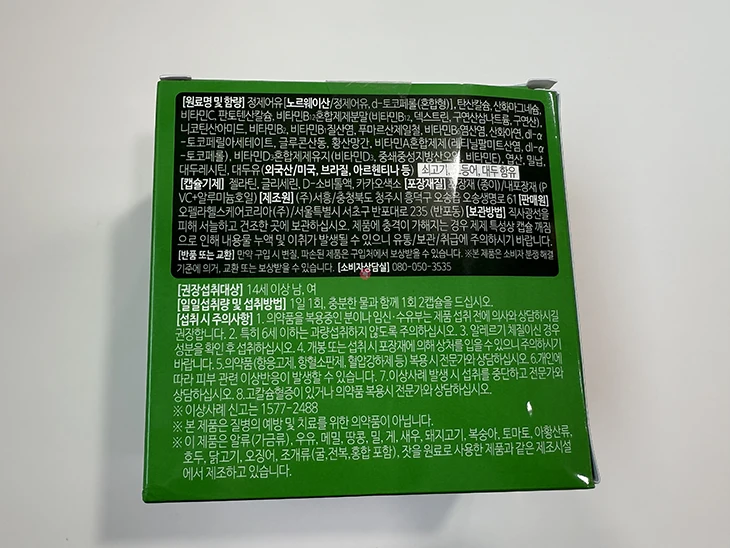 [원료명 및 함량] 정제어유 [노르웨이산/정제어유, d-토코페롤(혼합형)], 탄산칼슘, 산화마그네슘,
비타민C, 판토텐산칼슘, 비타민B₁₂혼합제제분말(비타민B₁₂, 덱스트린, 구연산삼나트륨, 구연산),
니코틴산아미드, 비타민B₂, 비타민B₁질산염, 푸마르산제일철, 비타민B₆염산염, 산화아연, dl-α
-토코페릴아세테이트, 글루콘산동, 황산망간, 비타민A혼합제제(레티닐팔미트산염, dl-α
-토코페롤), 비타민D₃혼합제제유지(비타민D₃, 중쇄중성지방산오일, 비타민E), 엽산, 밀납,
대두레시틴, 대두유(외국산/미국, 브라질, 아르헨티나 등) 쇠고기, 고등어, 대두 함유
[캡슐기제] 젤라틴, 글리세린, D-소비톨액, 카카오색소 [포장재질] 포장재 (종이)/내포장재 (P
VC+알루미늄호일) [제조원] (주)서흥/충청북도 청주시 흥덕구 오송읍 오송생명로 61 [판매원]
오펠라헬스케어코리아(주)/서울특별시 서초구 반포대로 235 (반포동) [보관방법] 직사광선을
피해 서늘하고 건조한 곳에 보관하십시오. 제품에 충격이 가해지는 경우 제제 특성상 캡슐 깨짐
으로 인해 내용물 누액 및 이취가 발생될 수 있으니 유통/보관/취급에 주의하시기 바랍니다.
[반품 또는 교환] 만약 구입 시 변질, 파손된 제품은 구입처에서 보상받을 수 있습니다. ※본 제품은 소비자 분쟁 해결
기준에 의거, 교환 또는 보상받을 수 있습니다. [소비자상담실] 080-050-3535
[권장섭취대상] 14세 이상 남, 여
[일일섭취량 및 섭취방법] 1일 1회, 충분한 물과 함께 1회 2캡슐을 드십시오.
[섭취 시 주의사항] 1. 의약품을 복용중인 분이나 임신·수유부는 제품 섭취 전에 의사와 상담하시길
권장합니다. 2. 특히 6세 이하는 과량섭취하지 않도록 주의하십시오. 3. 알레르기 체질이신 경우
성분을 확인 후 섭취하십시오. 4. 개봉 또는 섭취 시 포장재에 의해 상처를 입을 수 있으니 주의하시기
바랍니다. 5.의약품(항응고제, 항혈소판제, 혈압강하제 등) 복용 시 전문가와 상담하십시오. 6.개인에
따라 피부 관련 이상반응이 발생할 수 있습니다. 7.이상사례 발생 시 섭취를 중단하고 전문가와
상담하십시오. 8.고칼슘혈증이 있거나 의약품 복용시 전문가와 상담하십시오.
※ 이상사례 신고는 1577-2488
※ 본 제품은 질병의 예방 및 치료를 위한 의약품이 아닙니다.
※ 이 제품은 알류(가금류), 우유, 메밀, 땅콩, 밀, 게, 새우, 돼지고기, 복숭아, 토마토, 아황산류,
호두, 닭고기, 오징어, 조개류(굴,전복,홍합 포함), 잣을 원료로 사용한 제품과 같은 제조시설
에서 제조하고 있습니다.